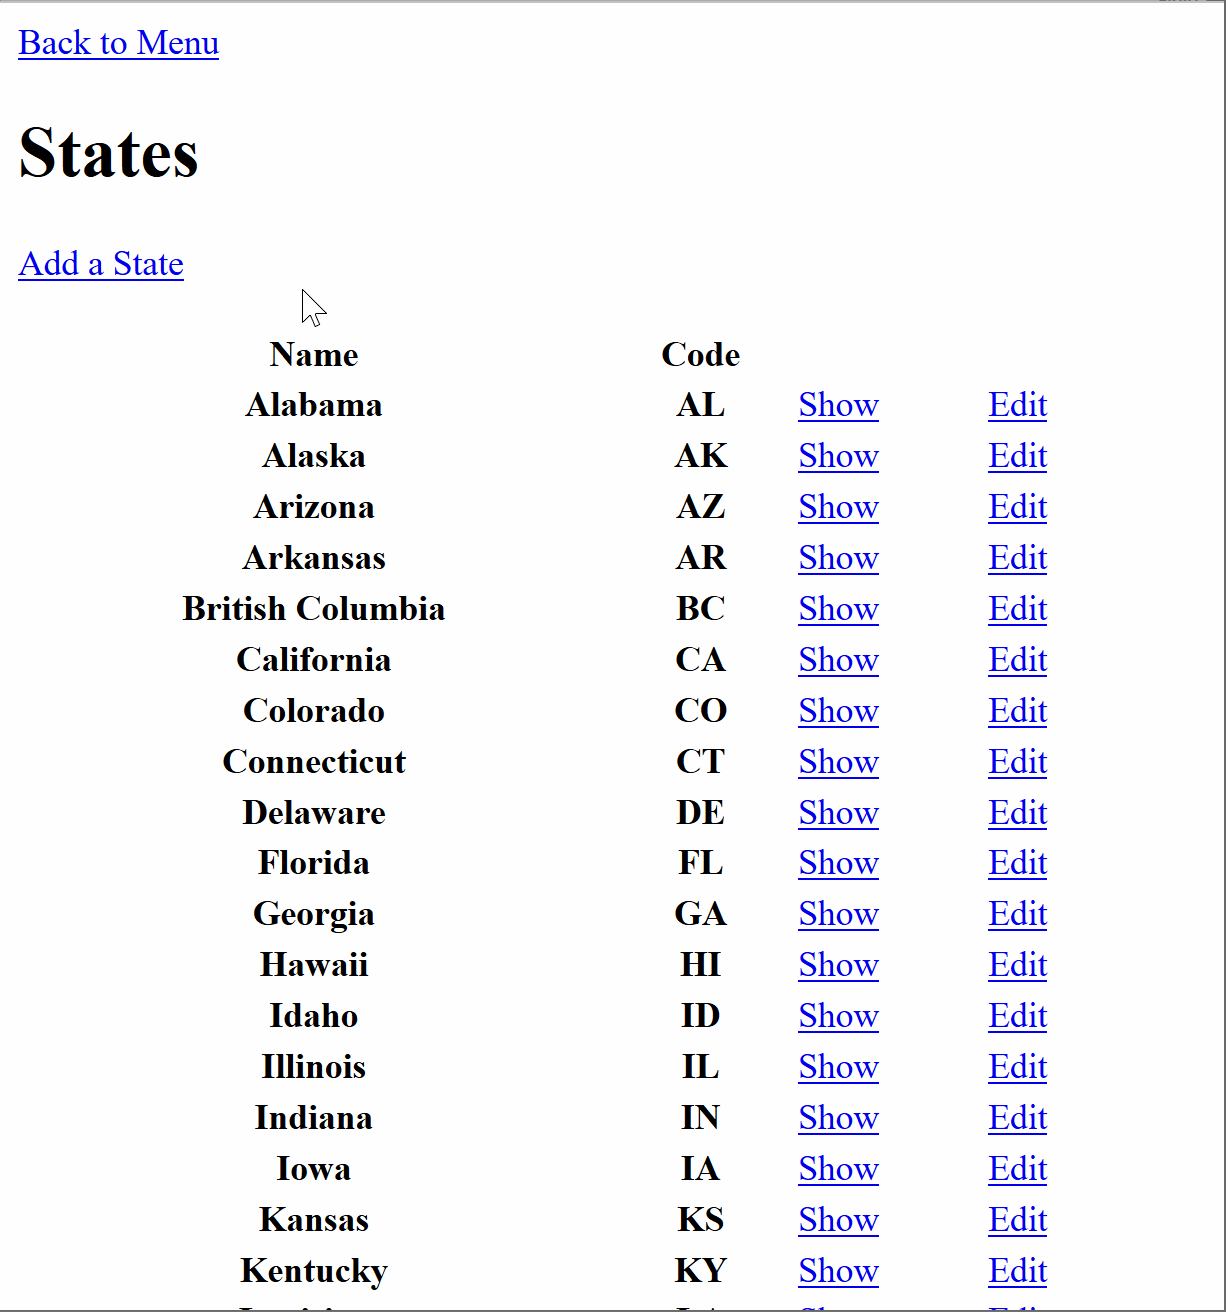 Back to Menu
States
Add a State
Name Code
Alabama AL Show Edit
Alaska AK Show Edit
Arizona AZ Show Edit
Arkansas AR Show Edit
British Columbia BC Show Edit
California CA Show Edit
Colorado CO Show Edit
Connecticut CT Show Edit
Delaware DE Show Edit
Florida FL Show Edit
Georgia GA Show Edit
Hawaii HI Show Edit
Idaho ID Show Edit
Illinois IL Show Edit
Indiana IN Show Edit
Iowa IA Show Edit
Kansas KS Show Edit
Kentucky KY Show Edit